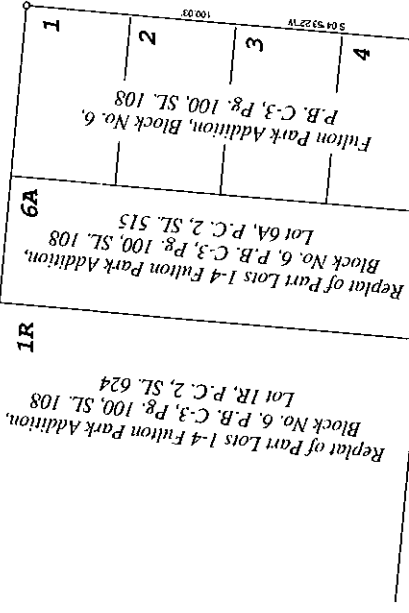 Replat of Part Lots 1-4 Fulton Park Addition,
Block No. 6. P.B. C-3, Pg. 100, SL 108
Lot 1R, P.C. 2, SL 624
1R
Replat of Part Lots 1-4 Fulton Park Addition,
Block No. 6, P.B. C-3, Pg. 100, SL 108
Lot 6A, P.C. 2, SL 515
6A
Fulton Park Addition, Block No. 6,
P.B. C-3, Pg. 100, SL 108
1
2
3
4
S 04°53'22"W
100.03'